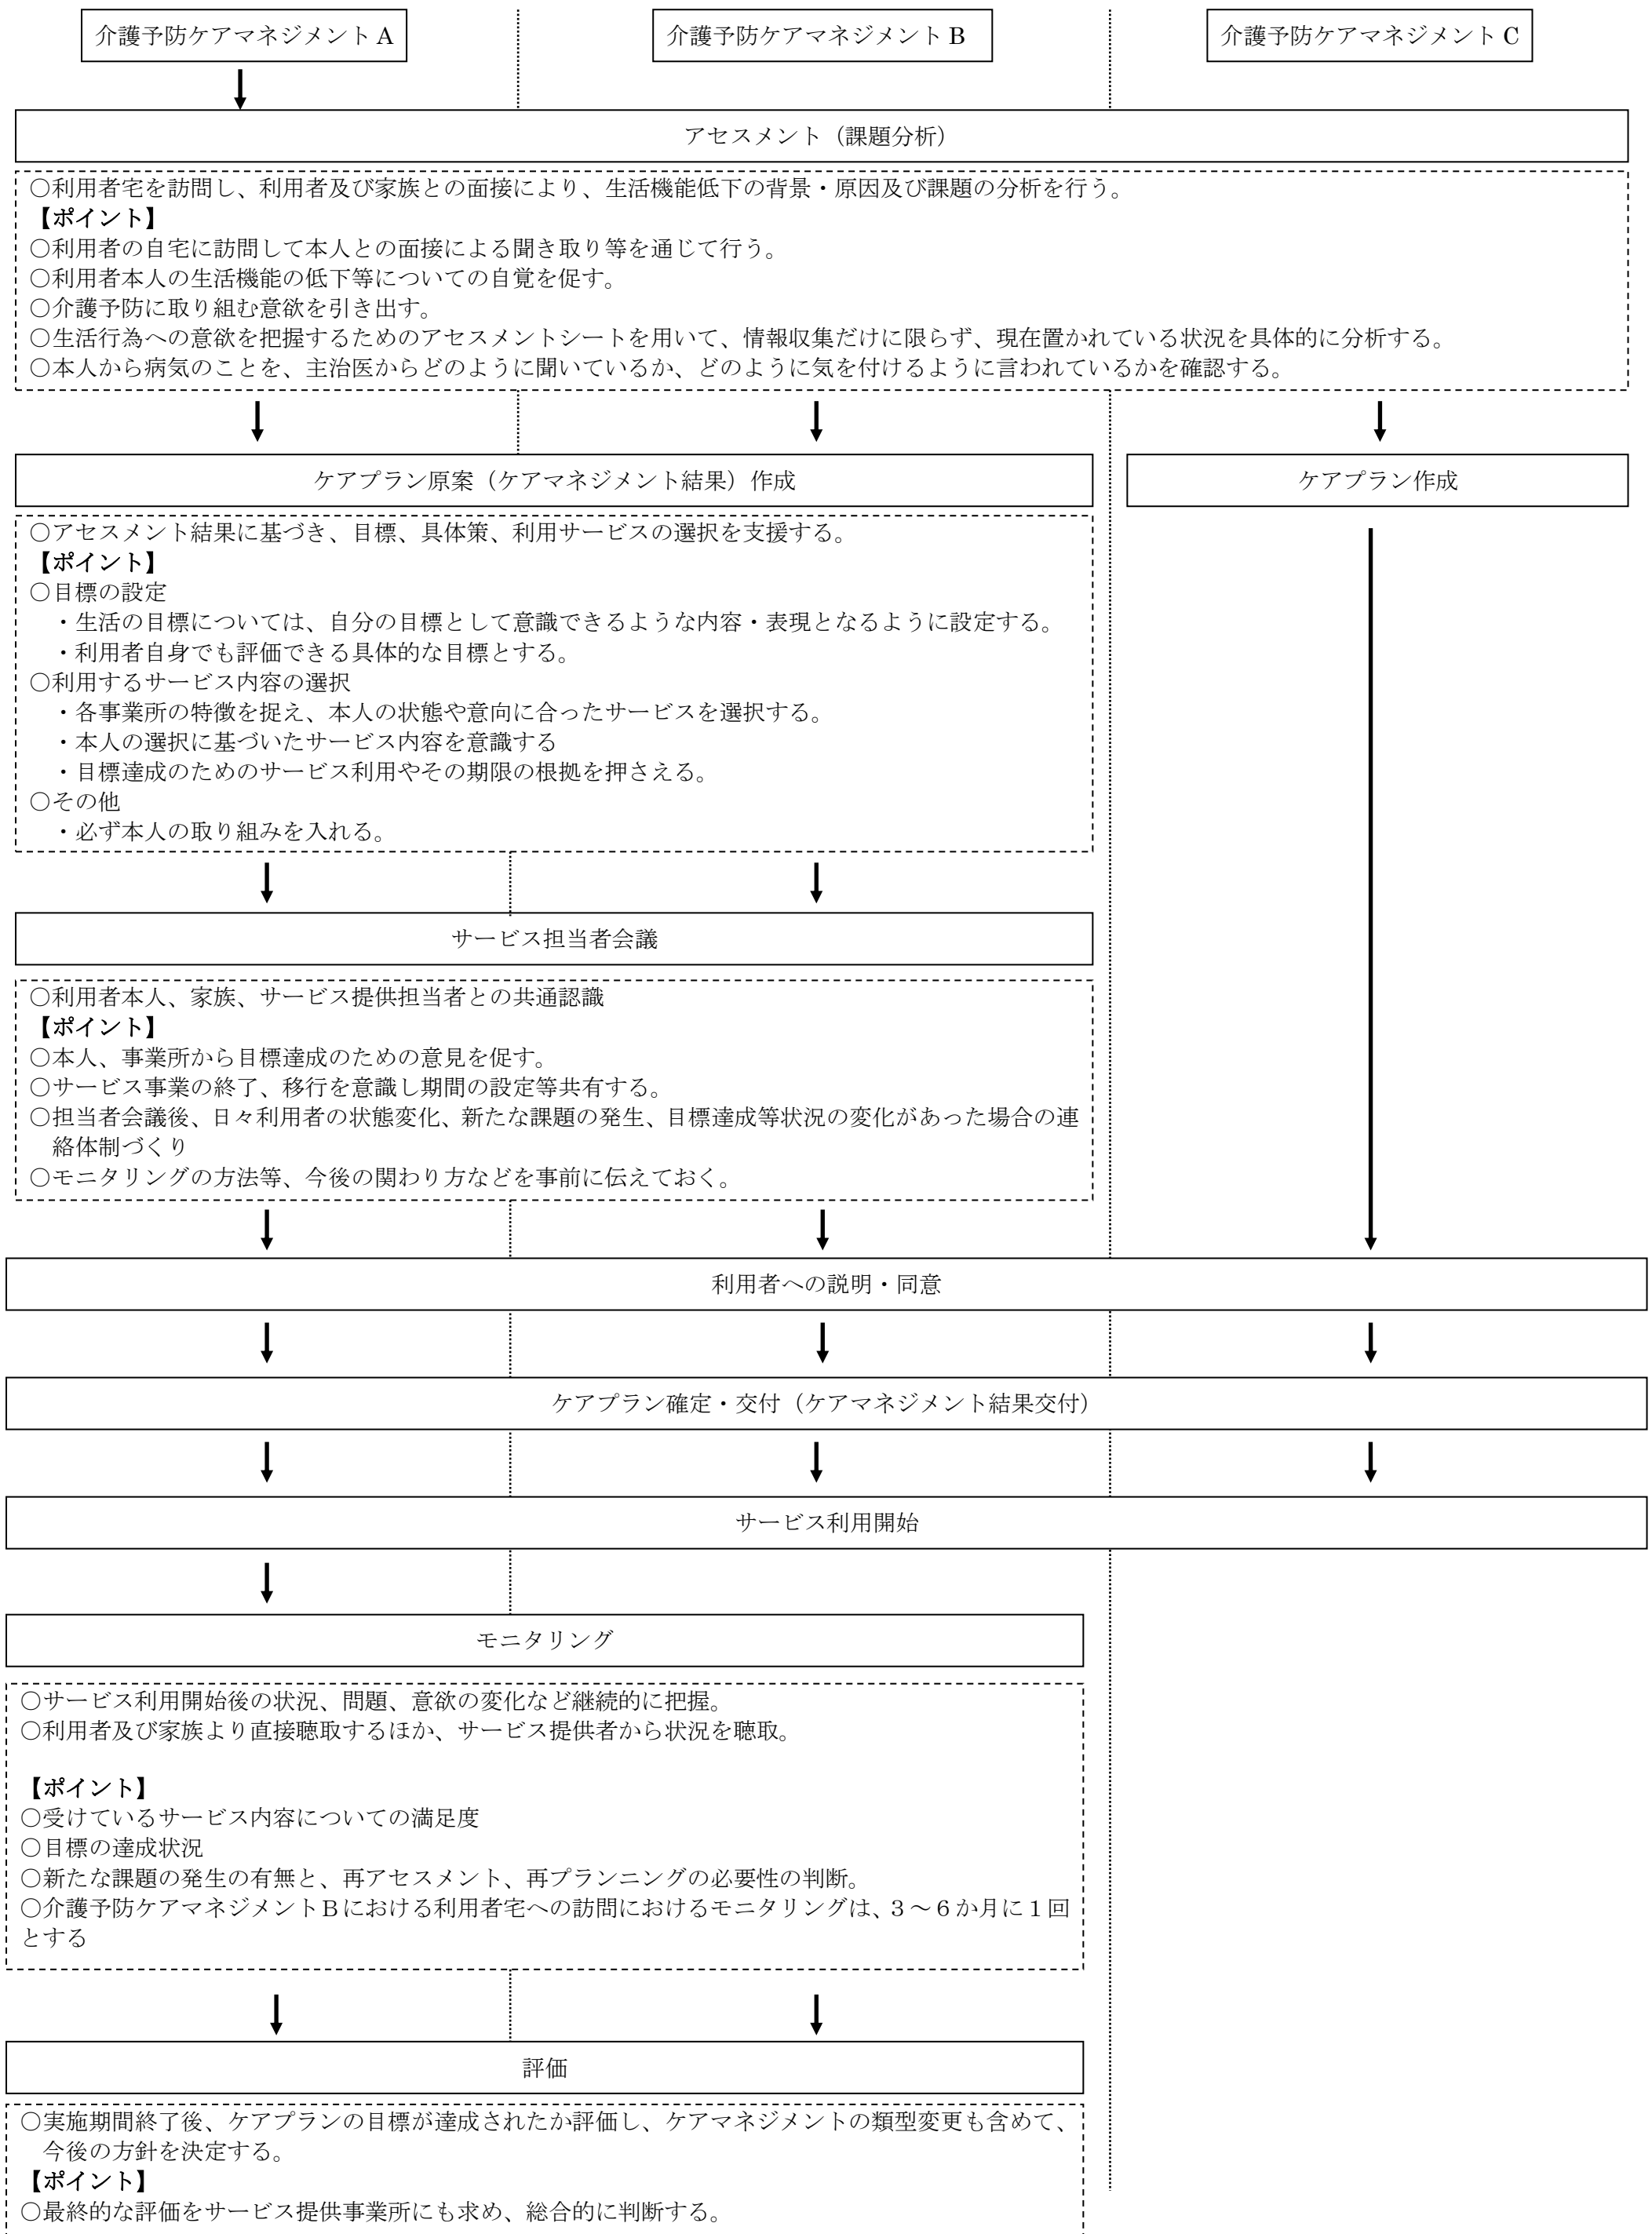 介護予防ケアマネジメント A
介護予防ケアマネジメント B
介護予防ケアマネジメント C
アセスメント（課題分析）
○利用者宅を訪問し、利用者及び家族との面接により、生活機能低下の背景・原因及び課題の分析を行う。
【ポイント】
○利用者の自宅に訪問して本人との面接による聞き取り等を通じて行う。
○利用者本人の生活機能の低下等についての自覚を促す。
○介護予防に取り組む意欲を引き出す。
○生活行為への意欲を把握するためのアセスメントシートを用いて、情報収集だけに限らず、現在置かれている状況を具体的に分析する。
○本人から病気のことを、主治医からどのように聞いているか、どのように気を付けるように言われているかを確認する。
ケアプラン原案（ケアマネジメント結果）作成
ケアプラン作成
○アセスメント結果に基づき、目標、具体策、利用サービスの選択を支援する。
【ポイント】
○目標の設定
・生活の目標については、自分の目標として意識できるような内容・表現となるように設定する。
・利用者自身でも評価できる具体的な目標とする。
○利用するサービス内容の選択
・各事業所の特徴を捉え、本人の状態や意向に合ったサービスを選択する。
・本人の選択に基づいたサービス内容を意識する
・目標達成のためのサービス利用やその期限の根拠を押さえる。
○その他
・必ず本人の取り組みを入れる。
サービス担当者会議
○利用者本人、家族、サービス提供担当者との共通認識
【ポイント】
○本人、事業所から目標達成のための意見を促す。
○サービス事業の終了、移行を意識し期間の設定等共有する。
○担当者会議後、日々利用者の状態変化、新たな課題の発生、目標達成等状況の変化があった場合の連
絡体制づくり
○モニタリングの方法等、今後の関わり方などを事前に伝えておく。
利用者への説明・同意
ケアプラン確定・交付（ケアマネジメント結果交付）
サービス利用開始
モニタリング
○サービス利用開始後の状況、問題、意欲の変化など継続的に把握。
○利用者及び家族より直接聴取するほか、サービス提供者から状況を聴取。
【ポイント】
○受けているサービス内容についての満足度
○目標の達成状況
○新たな課題の発生の有無と、再アセスメント、再プランニングの必要性の判断。
○介護予防ケアマネジメントＢにおける利用者宅への訪問におけるモニタリングは、３～６か月に１回
とする
評価
○実施期間終了後、ケアプランの目標が達成されたか評価し、ケアマネジメントの類型変更も含めて、
今後の方針を決定する。
【ポイント】
○最終的な評価をサービス提供事業所にも求め、総合的に判断する。